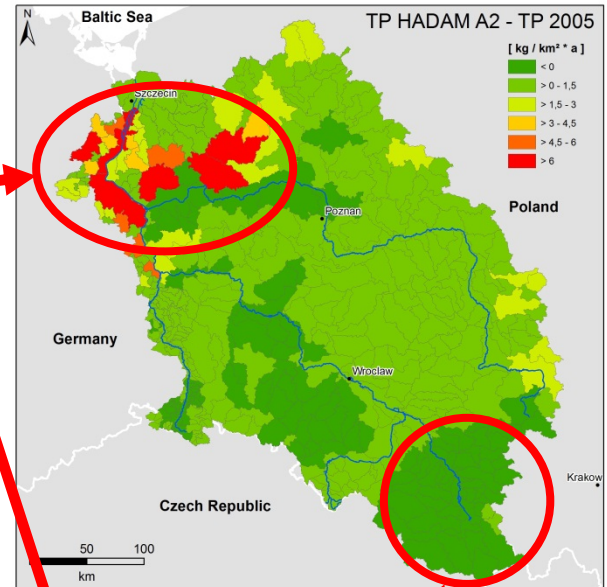 Baltic Sea
TP HADAM A2 - TP 2005
N
[ kg / km² * a ]
< 0
> 0 - 1,5
> 1,5 - 3
> 3 - 4,5
> 4,5 - 6
> 6
Szczecin
Poznan
Poland
Germany
Wroclaw
Krakow
Czech Republic
50 100
km